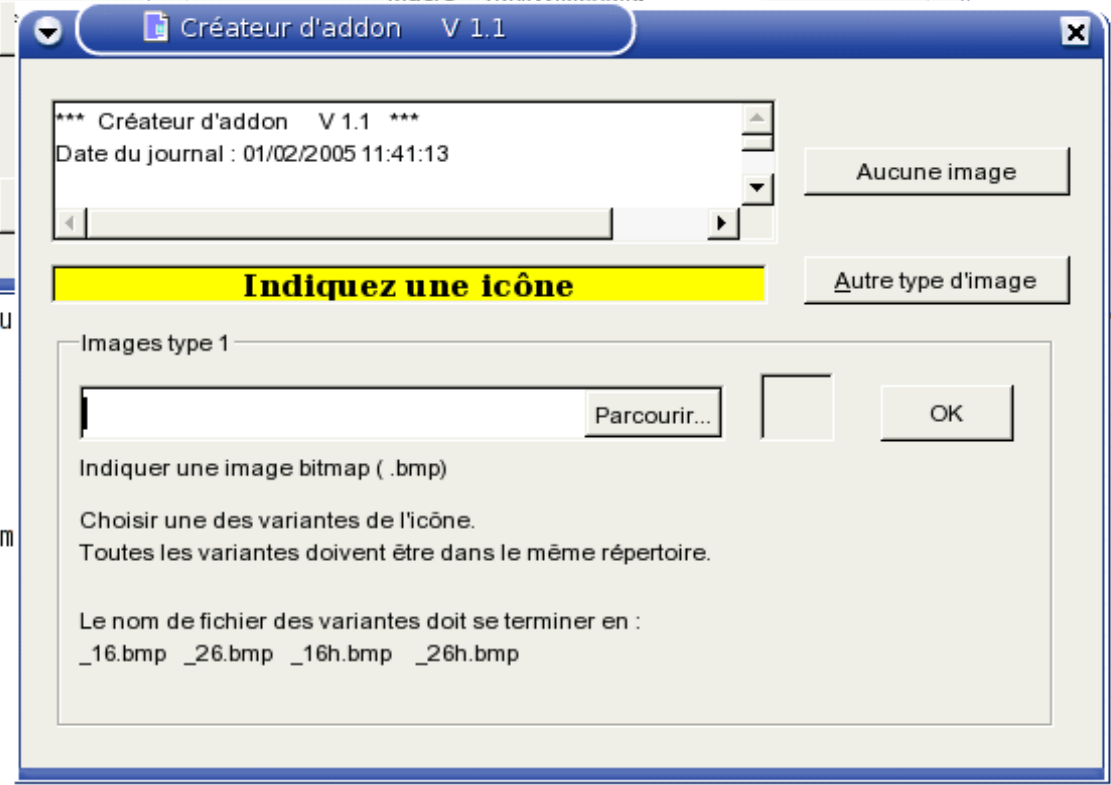 Créateur d'addon V 1.1
*** Créateur d'addon V 1.1 ***
Date du journal : 01/02/2005 11:41:13
Aucune image
Indiquez une icône
Autre type d'image
Images type 1
Parcourir...
OK
Indiquer une image bitmap ( .bmp)
Choisir une des variantes de l'icône.
Toutes les variantes doivent être dans le même répertoire.
Le nom de fichier des variantes doit se terminer en :
_16.bmp _26.bmp _16h.bmp _26h.bmp
u
m